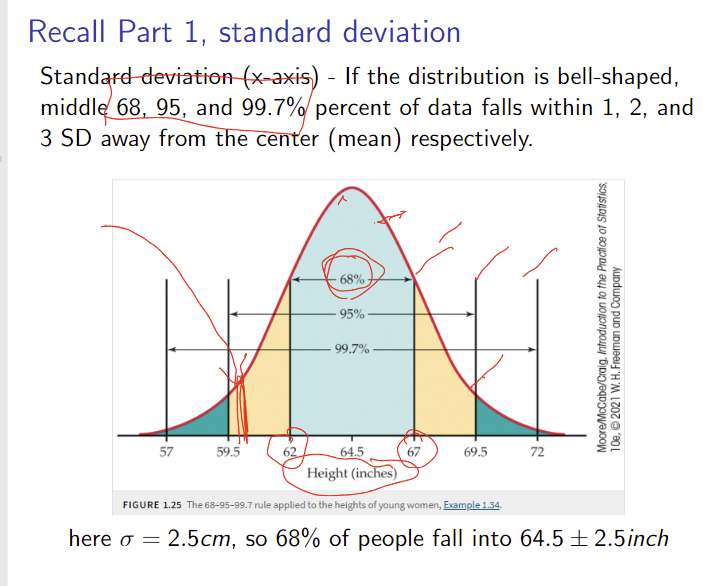 Recall Part 1, standard deviation
Standard deviation (x-axis) - If the distribution is bell-shaped,
middle 68, 95, and 99.7% percent of data falls within 1, 2, and
3 SD away from the center (mean) respectively.
68%
95%
99.7%
57 59.5 62 64.5 67 69.5 72
Height (inches)
Moore/McCabe/Craig, Introduction to the Practice of Statistics,
10e, © 2021 W. H. Freeman and Company
FIGURE 1.25 The 68–95–99.7 rule applied to the heights of young women, Example 1.34.
here σ = 2.5cm, so 68% of people fall into 64.5 ± 2.5inch